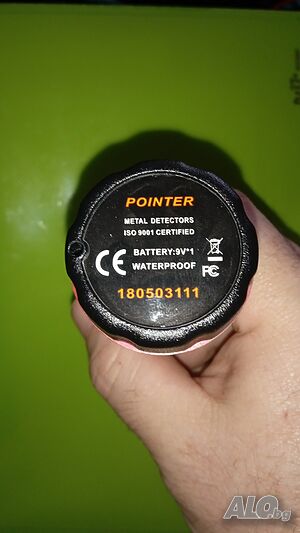 POINTER
METAL DETECTORS
ISO 9001 CERTIFIED
CE BATTERY:9V*1
WATERPROOF FC
180503111
ALO.bg